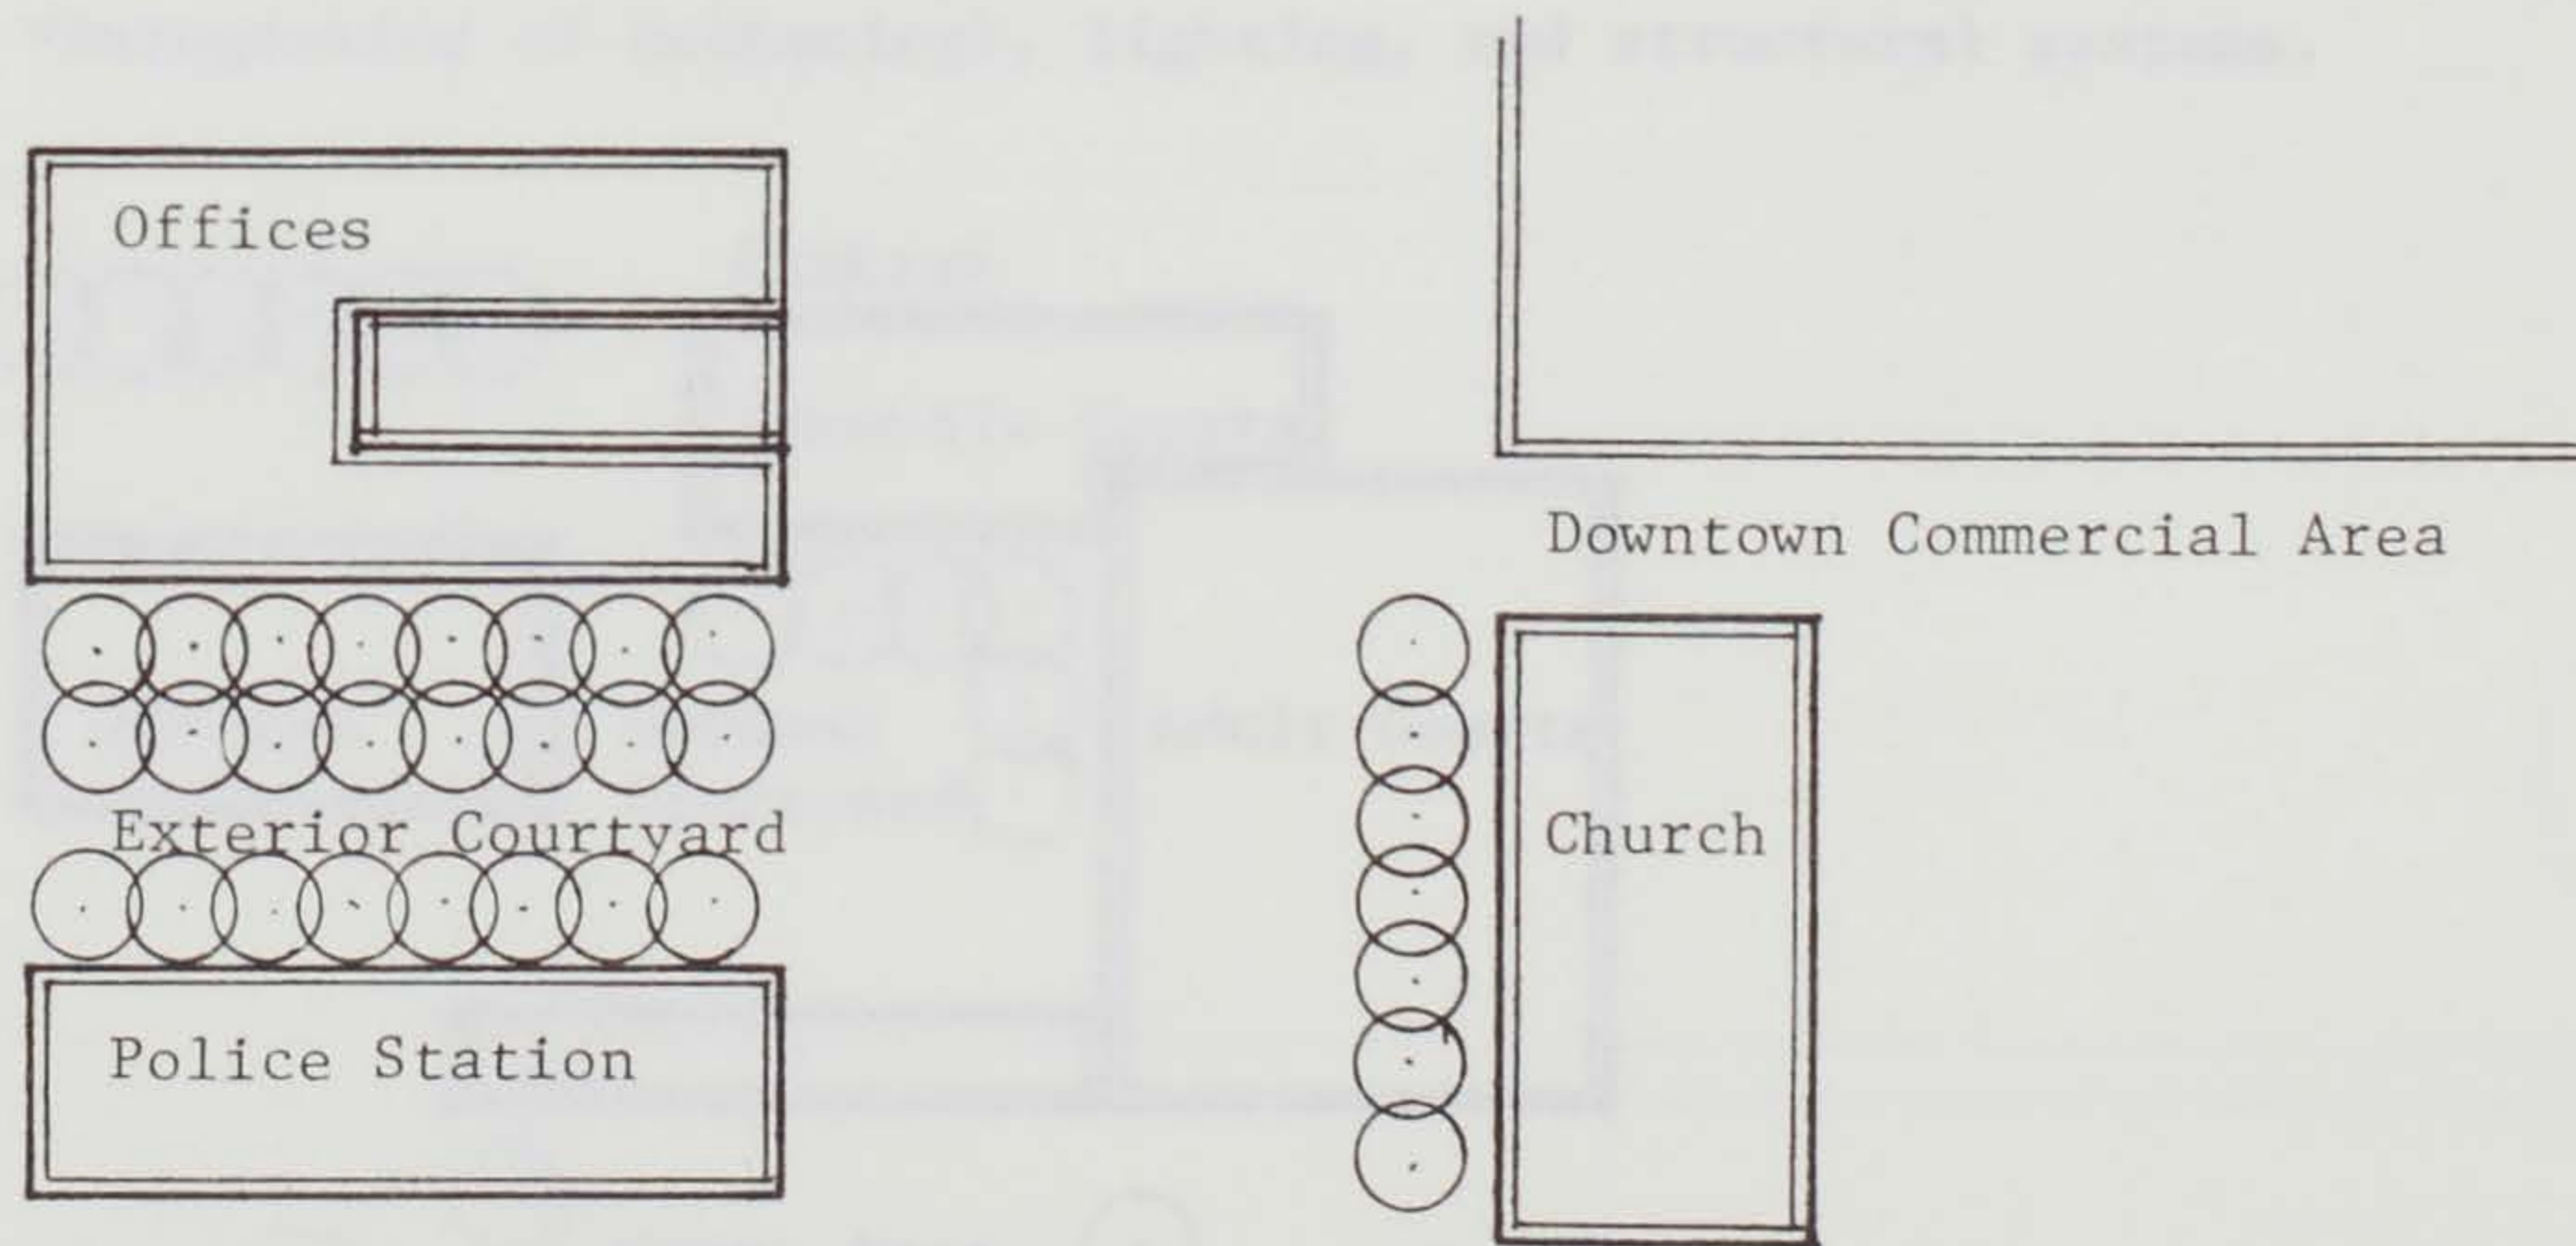 Offices
Downtown Commercial Area
Exterior Courtyard
Church
Police Station